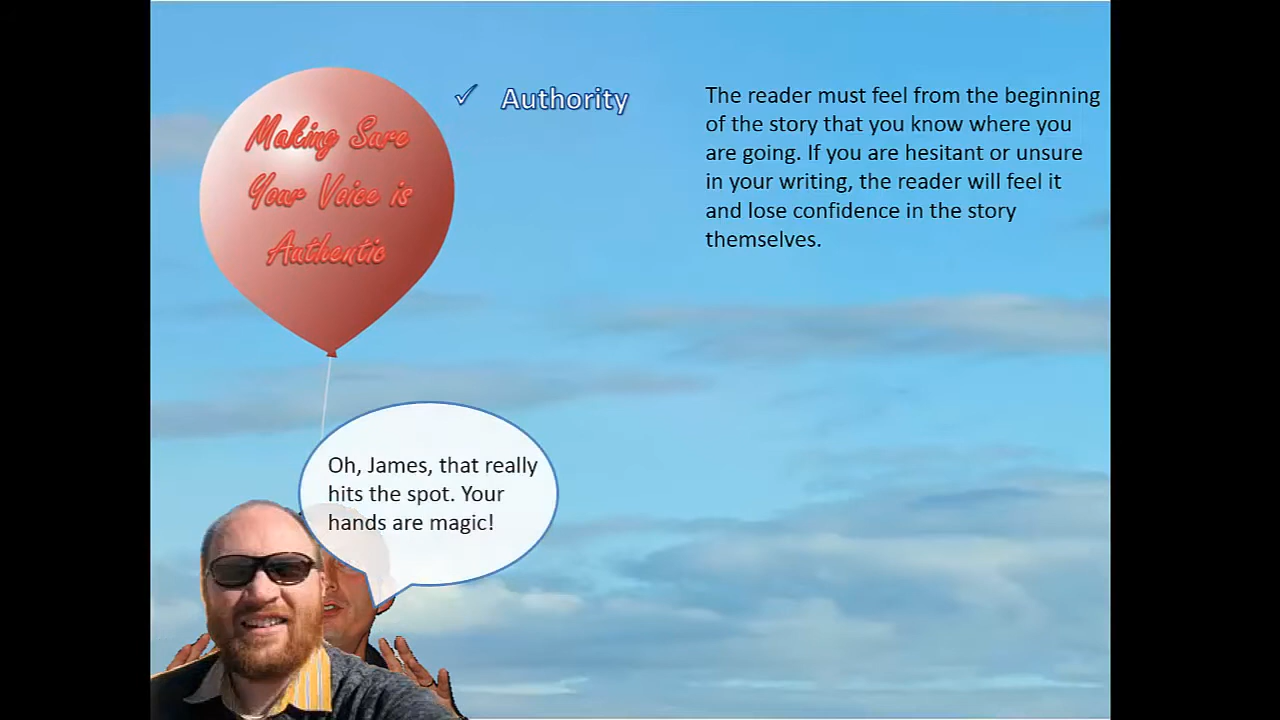 Making Sure
Your Voice is
Authentic
✓ Authority
The reader must feel from the beginning
of the story that you know where you
are going. If you are hesitant or unsure
in your writing, the reader will feel it
and lose confidence in the story
themselves.
Oh, James, that really
hits the spot. Your
hands are magic!